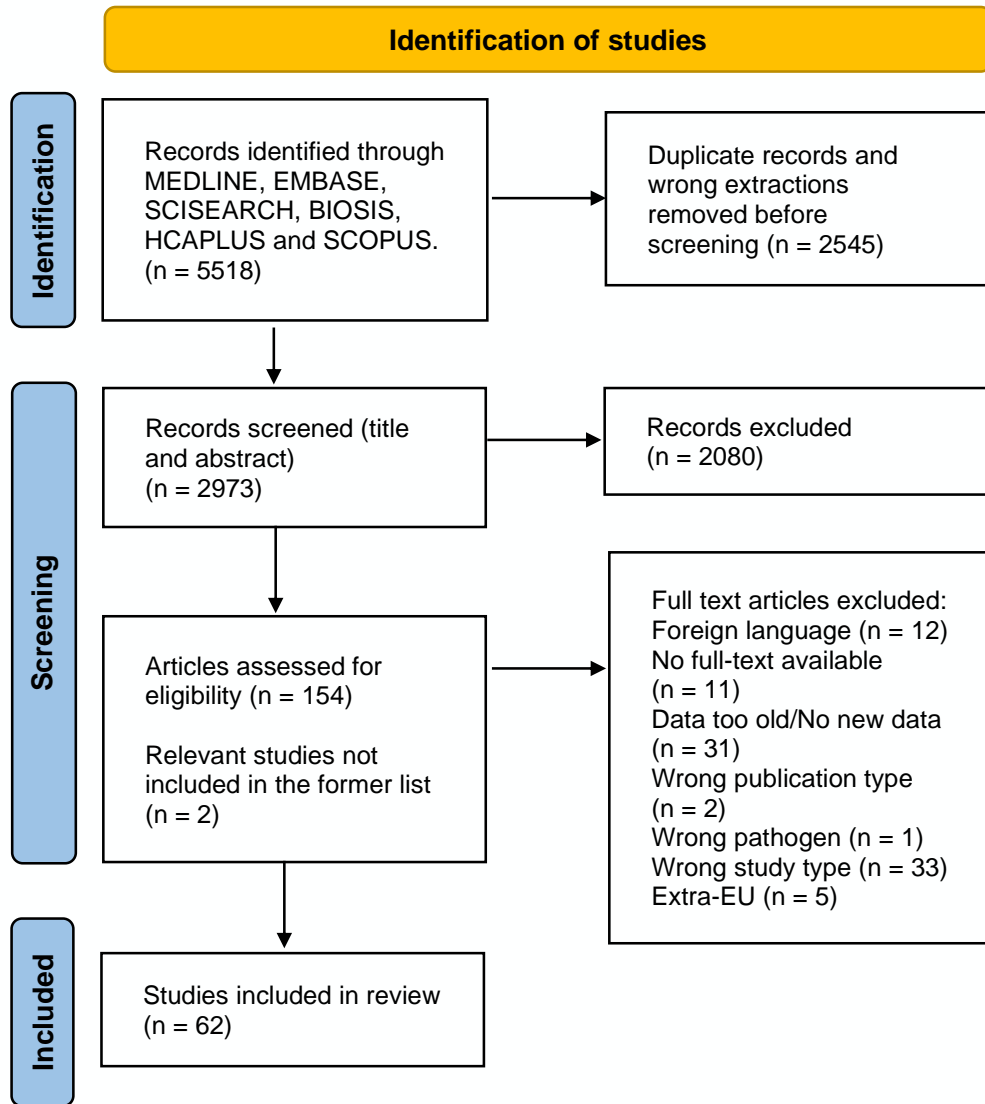 Identification of studies
Identification
Records identified through
MEDLINE, EMBASE,
SCISEARCH, BIOSIS,
HCAPLUS and SCOPUS.
(n = 5518)
Duplicate records and
wrong extractions
removed before
screening (n = 2545)
Screening
Records screened (title
and abstract)
(n = 2973)
Records excluded
(n = 2080)
Articles assessed for
eligibility (n = 154)
Relevant studies not
included in the former list
(n = 2)
Full text articles excluded:
Foreign language (n = 12)
No full-text available
(n = 11)
Data too old/No new data
(n = 31)
Wrong publication type
(n = 2)
Wrong pathogen (n = 1)
Wrong study type (n = 33)
Extra-EU (n = 5)
Included
Studies included in review
(n = 62)